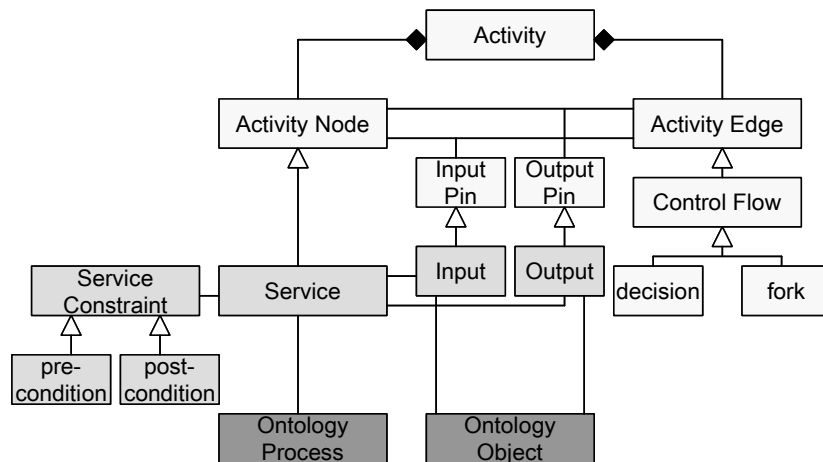 Activity
Activity Node
Activity Edge
Input
Pin
Output
Pin
Control Flow
Service
Constraint
Service
Input
Output
decision
fork
pre-
condition
post-
condition
Ontology
Process
Ontology
Object